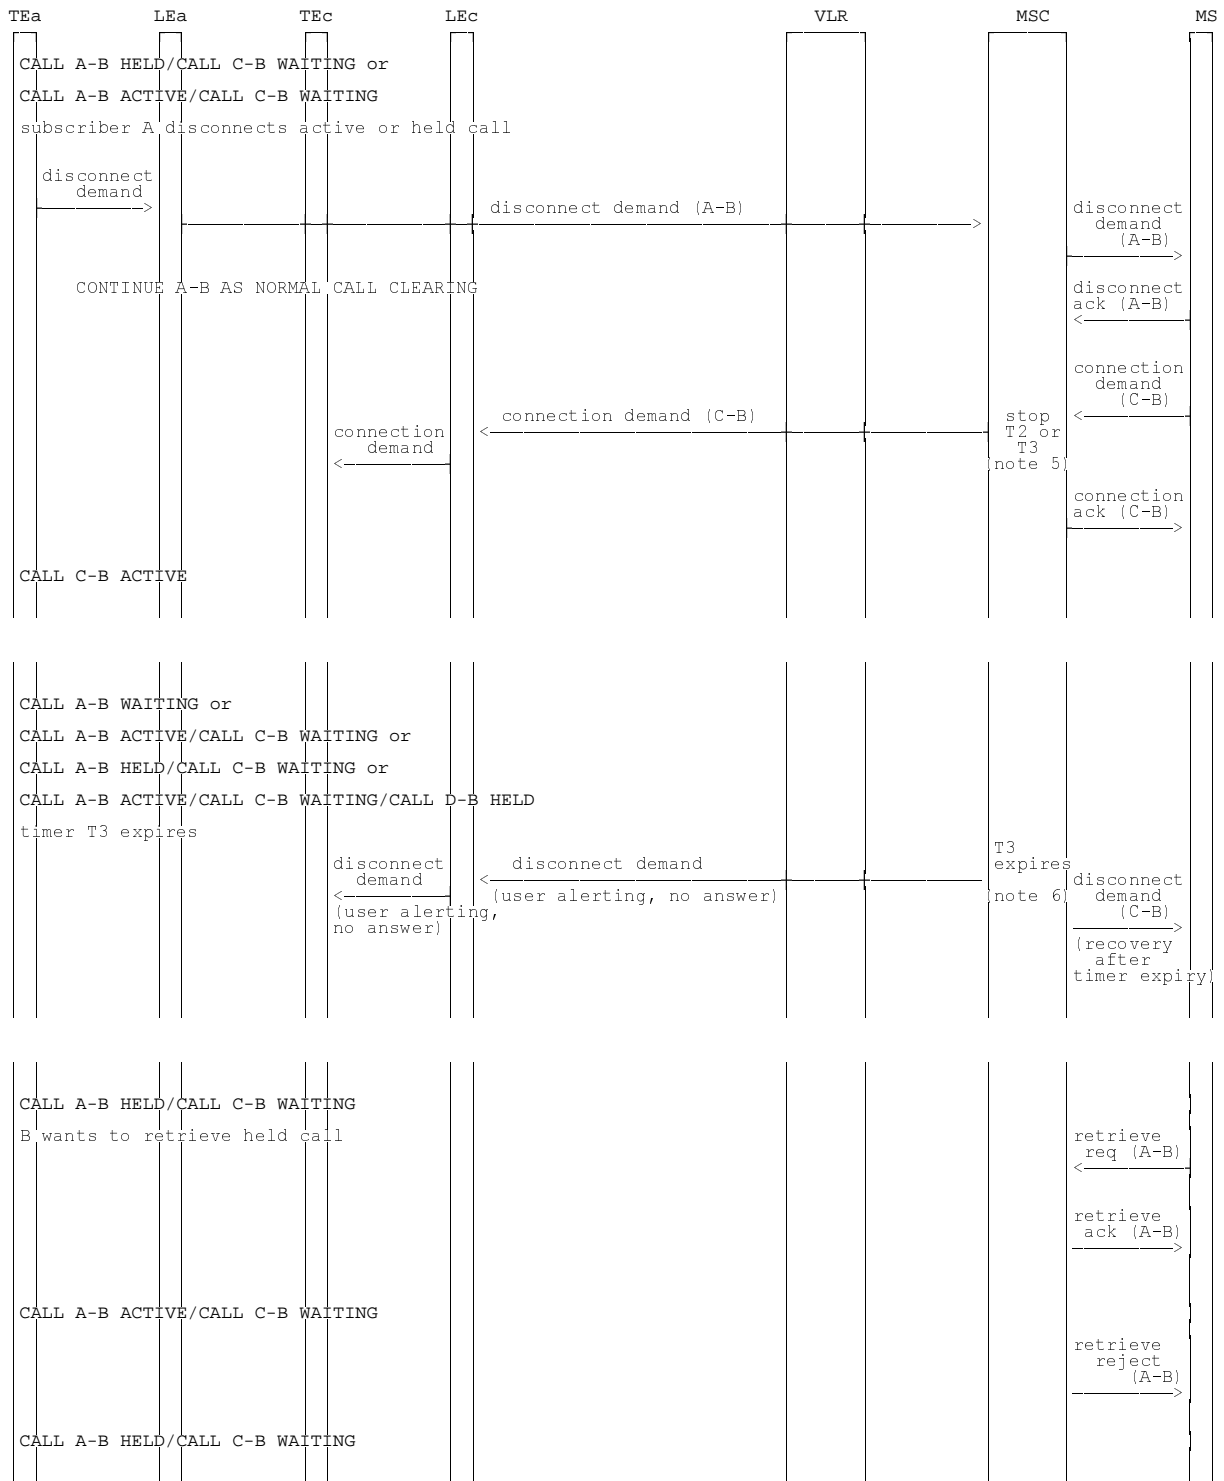 TEa LEa TEc LEc VLR MSC MS
CALL A-B HELD/CALL C-B WAITING or
CALL A-B ACTIVE/CALL C-B WAITING
subscriber A disconnects active or held call
disconnect
demand
disconnect demand (A-B)
disconnect
demand
(A-B)
CONTINUE A-B AS NORMAL CALL CLEARING
disconnect
ack (A-B)
connection
demand
(C-B)
connection demand (C-B)
stop
T2 or
T3
(note 5)
connection
demand
connection
ack (C-B)
CALL C-B ACTIVE
CALL A-B WAITING or
CALL A-B ACTIVE/CALL C-B WAITING or
CALL A-B HELD/CALL C-B WAITING or
CALL A-B ACTIVE/CALL C-B WAITING/CALL D-B HELD
timer T3 expires
T3
expires
(note 6)
disconnect demand
(user alerting, no answer)
disconnect
demand
(user alerting,
no answer)
disconnect
demand
(C-B)
(recovery
after
timer expiry)
CALL A-B HELD/CALL C-B WAITING
B wants to retrieve held call
retrieve
req (A-B)
retrieve
ack (A-B)
CALL A-B ACTIVE/CALL C-B WAITING
retrieve
reject
(A-B)
CALL A-B HELD/CALL C-B WAITING